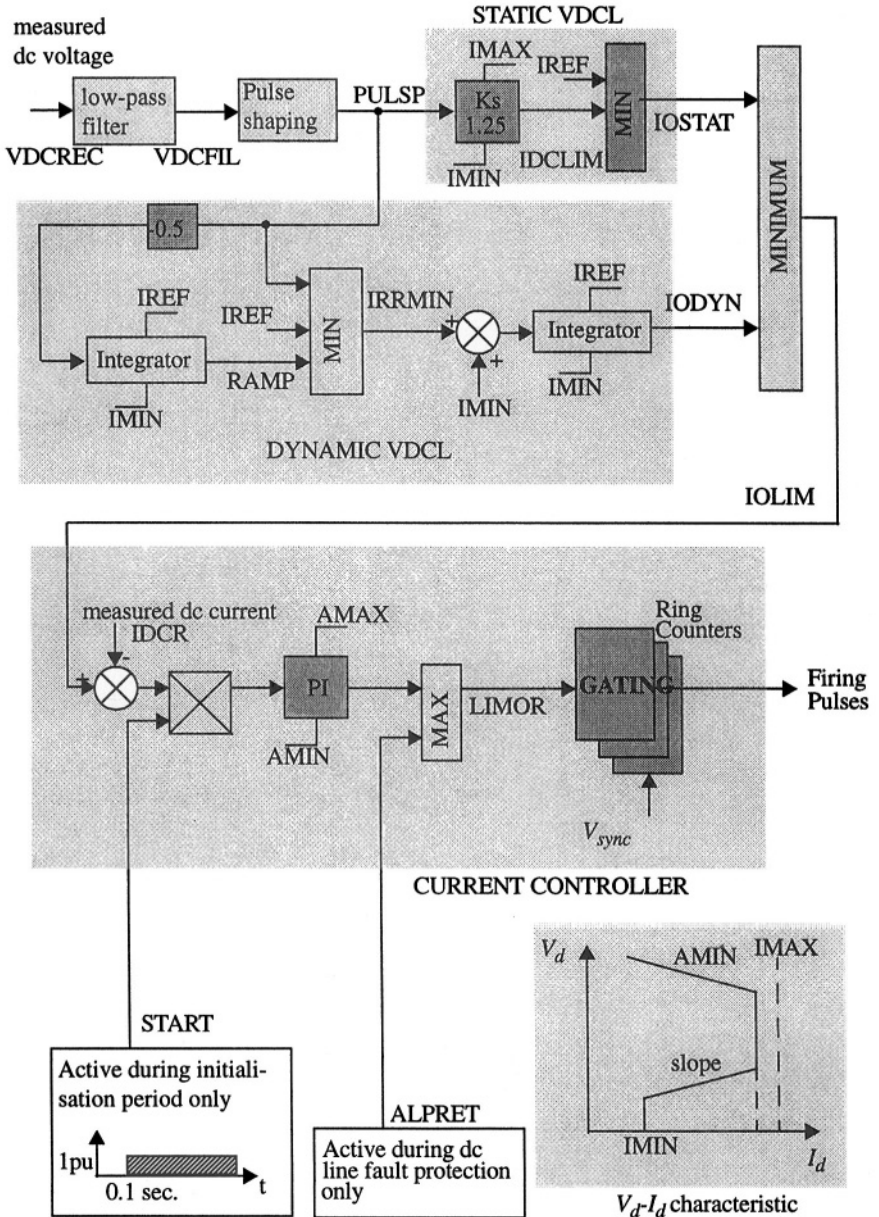 STATIC VDCL
measured
dc voltage
IMAX
IREF
low-pass
filter
Pulse
shaping
PULSP
Ks
1.25
MIN
IOSTAT
VDCREC
VDCFIL
IMIN
IDCLIM
MINIMUM
-0.5
IREF
IREF
IRRMIN
IREF
IODYN
Integrator
MIN
+
+
Integrator
RAMP
IMIN
IMIN
IMIN
DYNAMIC VDCL
IOLIM
measured dc current
IDCR
AMAX
Ring
Counters
-
+
PI
MAX
LIMOR
GATING
Firing
Pulses
AMIN
Vsync
CURRENT CONTROLLER
START
Active during initiali-
sation period only
1pu
0.1 sec.
t
ALPRET
Active during dc
line fault protection
only
Vd
AMIN
IMAX
slope
IMIN
Id
Vd-Id characteristic